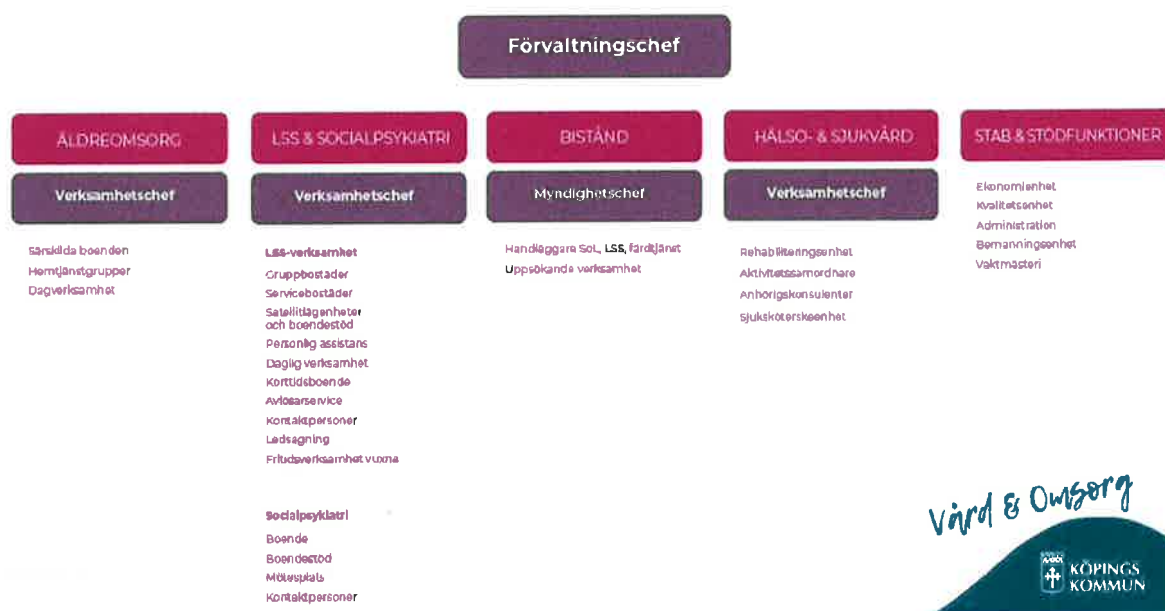 Förvaltningschef
ÄLDREOMSORG
Verksamhetschef
Särskilda boenden
Hemtjänstgrupper
Dagverksamhet
LSS & SOCIALPSYKIATRI
Verksamhetschef
LSS-verksamhet
Gruppbostäder
Servicebostäder
Satellitlägenheter
och boendestöd
Personlig assistans
Daglig verksamhet
Korttidsboende
Avlösarservice
Kontaktpersoner
Ledsagning
Fritidsverksamhet vuxna
Socialpsykiatri
Boende
Boendestöd
Mötesplats
Kontaktpersoner
BISTÅND
Myndighetschef
Handläggare SoL, LSS, färdtjänst
Uppsökande verksamhet
HÄLSO- & SJUKVÅRD
Verksamhetschef
Rehabiliteringsenhet
Aktivitetssamordnare
Anhörigskonsulenter
Sjuksköterskeenhet
STAB & STÖDFUNKTIONER
Ekonomienhet
Kvalitetsenhet
Administration
Bemanningsenhet
Vaktmästeri
Vård & Omsorg
KÖPINGS
KOMMUN